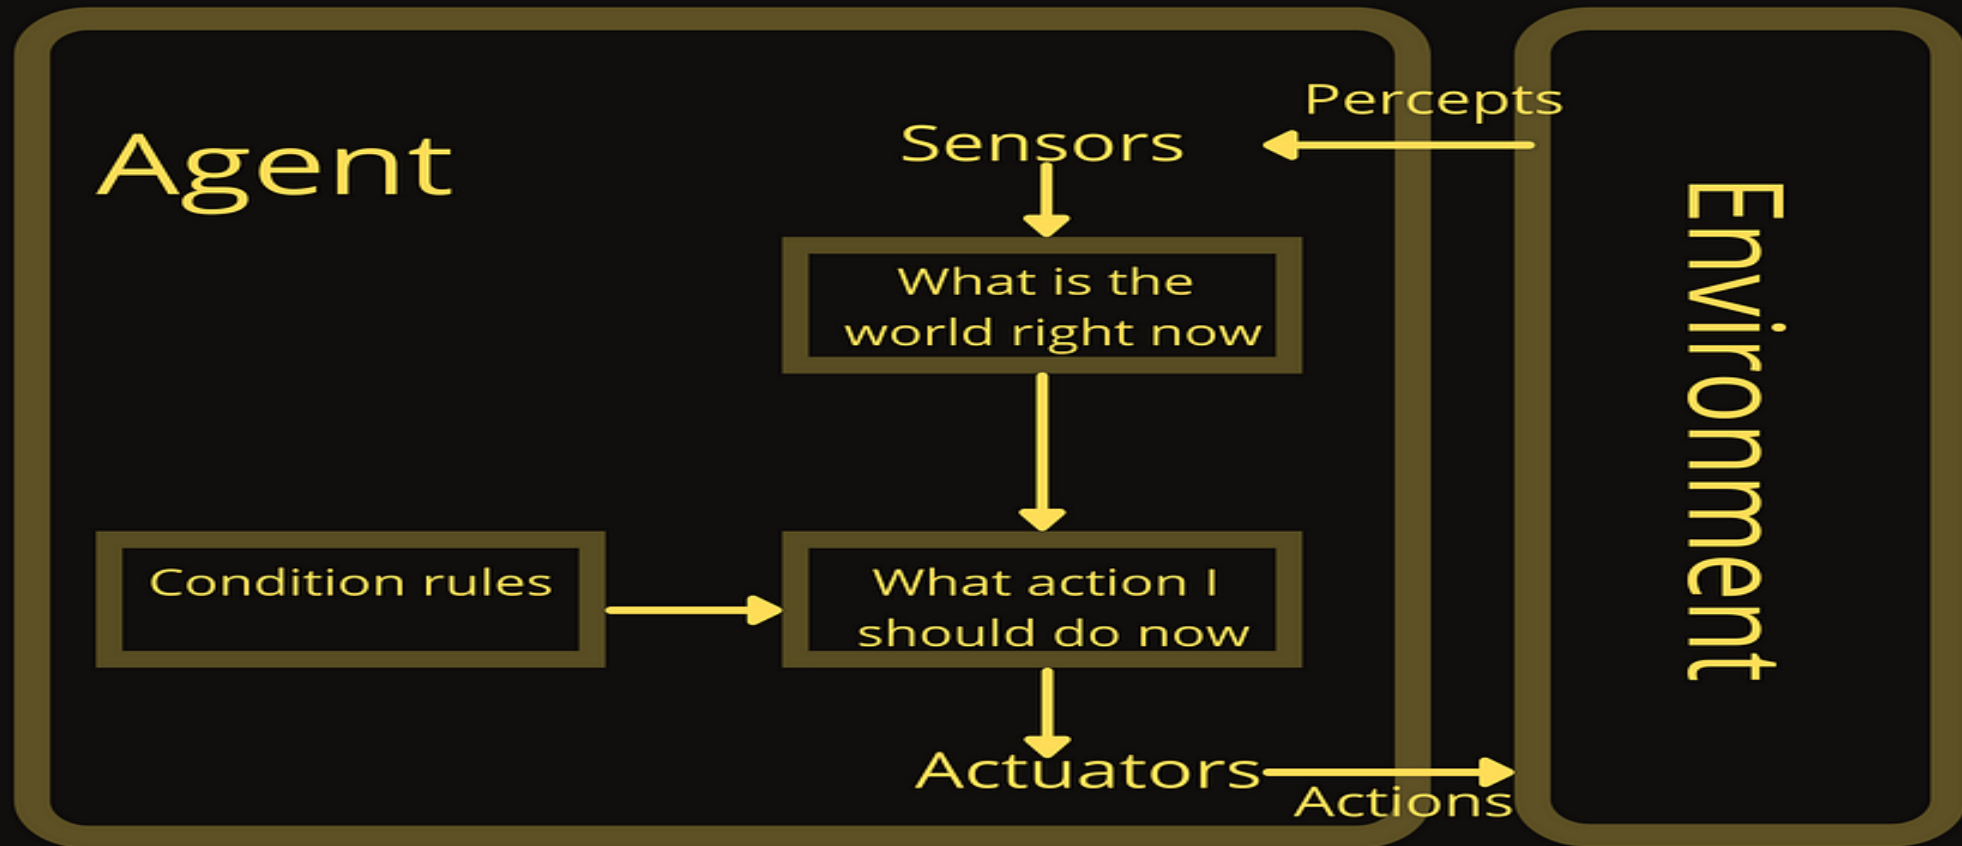 Agent
Sensors
Percepts
What is the
world right now
Condition rules
What action I
should do now
Actuators
Actions
Environment